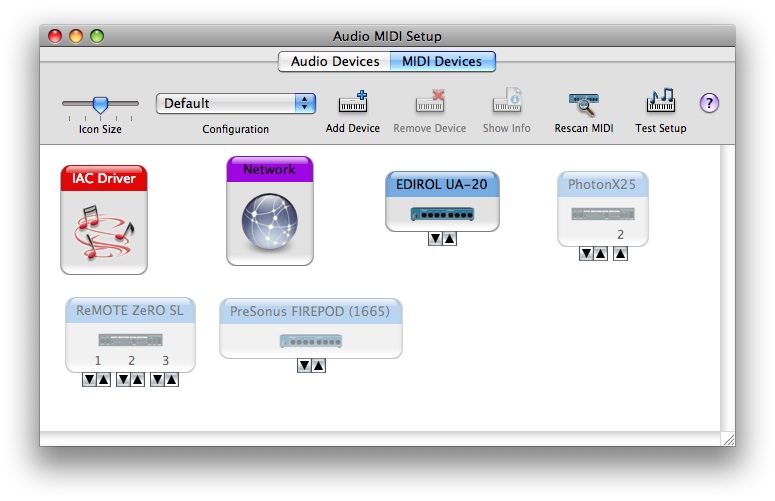 Audio MIDI Setup
Audio Devices MIDI Devices
Default
Icon Size Configuration Add Device Remove Device Show Info Rescan MIDI Test Setup ?
IAC Driver Network EDIROL UA-20 PhotonX25
2
ReMOTE ZeRO SL PreSonus FIREPOD (1665)
1 2 3